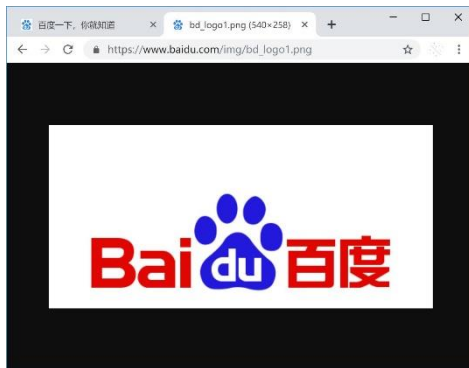 百度一下，你就知道
bd_logo1.png (540×258)
https://www.baidu.com/img/bd_logo1.png
Bai du 百度